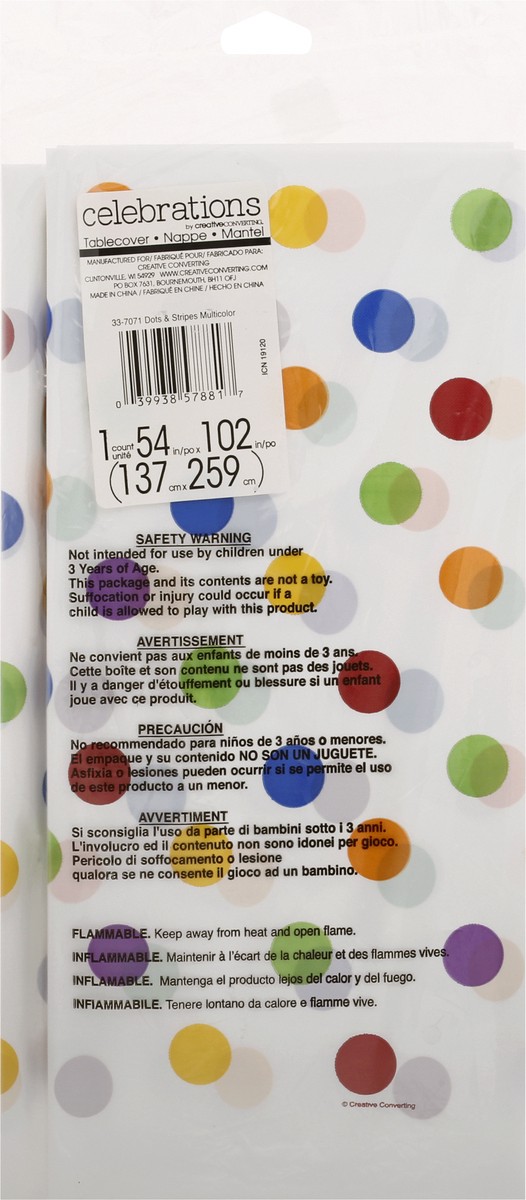 celebrations
by creativeCONVERTING.
Tablecover • Nappe • Mantel
MANUFACTURED FOR/ FABRIQUÉ POUR/ FABRICADO PARA:
CREATIVE CONVERTING
CLINTONVILLE, WI 54929 WWW.CREATIVECONVERTING.COM
PO BOX 7631, BOURNEMOUTH, BH11 OFJ
MADE IN CHINA / FABRIQUÉ EN CHINE / HECHO EN CHINA
33-7071 Dots & Stripes Multicolor
ICN 19120
0 39938 57881 7
1 count unité 54 in/po x 102 in/po
(137 cm x 259 cm)
SAFETY WARNING
Not intended for use by children under
3 Years of Age.
This package and its contents are not a toy.
Suffocation or injury could occur if a
child is allowed to play with this product.
AVERTISSEMENT
Ne convient pas aux enfants de moins de 3 ans.
Cette boîte et son contenu ne sont pas des jouets.
Il y a danger d'étouffement ou blessure si un enfant
joue avec ce produit.
PRECAUCIÓN
No recommendado para niños de 3 años o menores.
El empaque y su contenido NO SON UN JUGUETE.
Asfixia o lesiones pueden ocurrir si se permite el uso
de este producto a un menor.
AVVERTIMENT
Si sconsiglia l'uso da parte di bambini sotto i 3 anni.
L'involucro ed il contenuto non sono idonei per gioco.
Pericolo di soffocamento o lesione
qualora se ne consente il gioco ad un bambino.
FLAMMABLE. Keep away from heat and open flame.
INFLAMMABLE. Maintenir à l'écart de la chaleur et des flammes vives.
INFLAMABLE. Mantenga el producto lejos del calor y del fuego.
INFIAMMABILE. Tenere lontano da calore e fiamme vive.
© Creative Converting